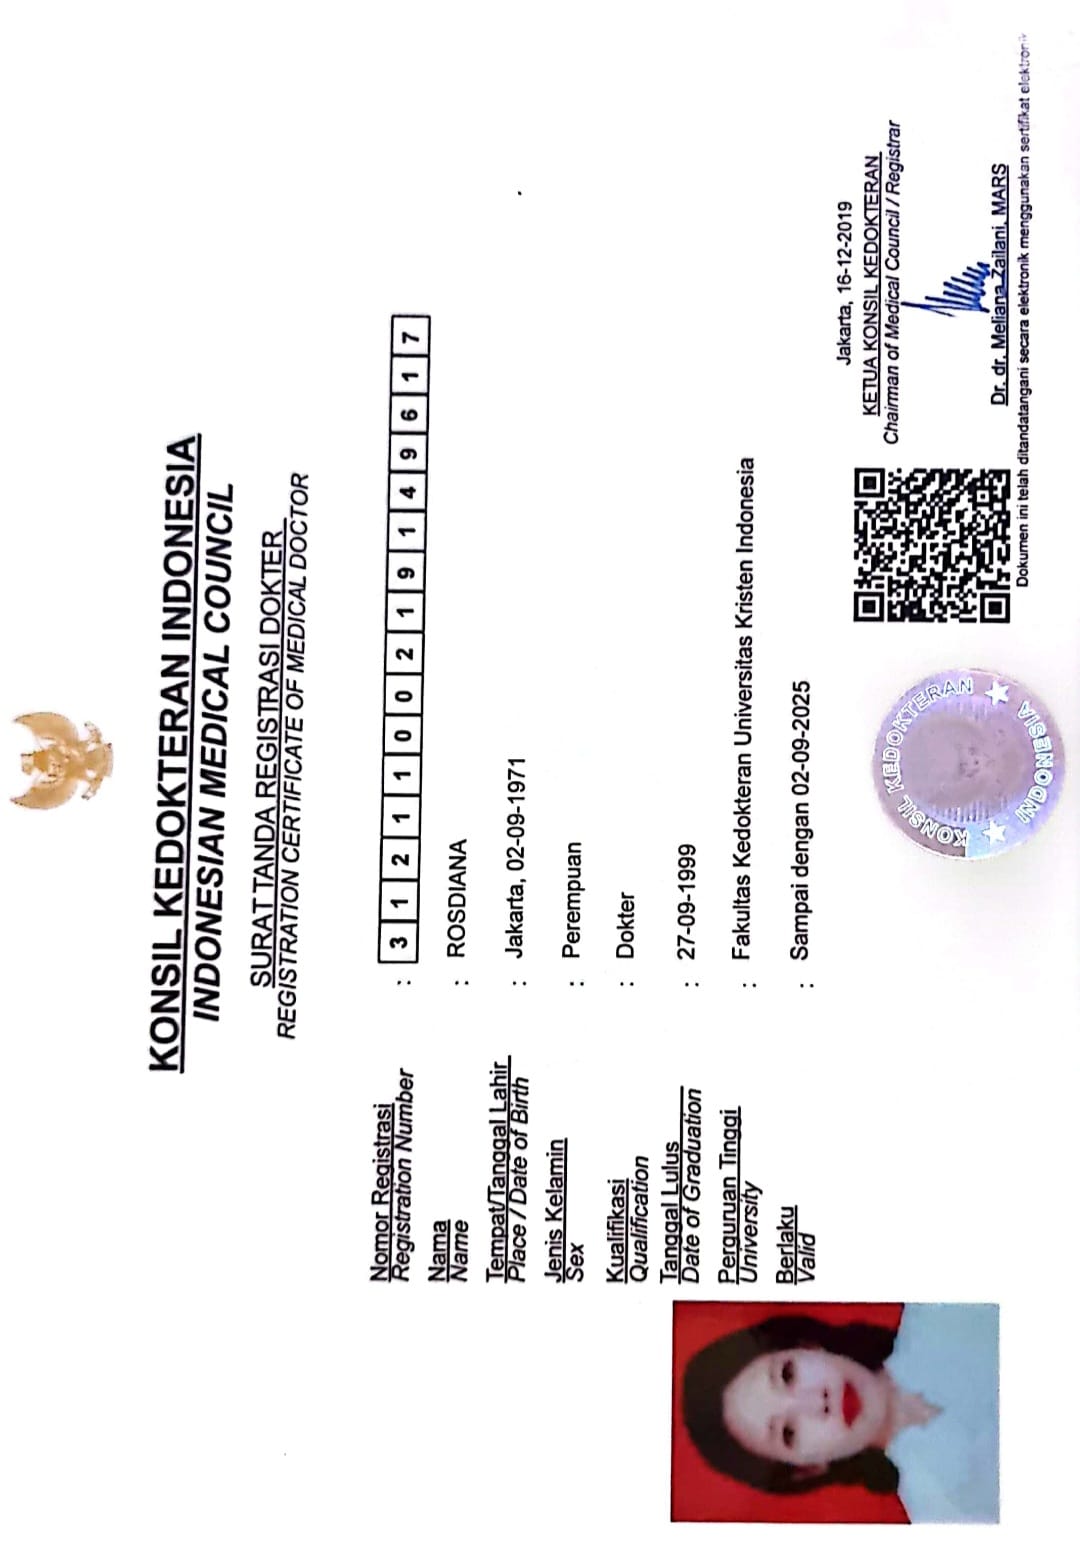 KONSIL KEDOKTERAN INDONESIA
INDONESIAN MEDICAL COUNCIL
SURAT TANDA REGISTRASI DOKTER
REGISTRATION CERTIFICATE OF MEDICAL DOCTOR
Nomor Registrasi : 3 1 2 1 1 0 0 2 1 9 1 4 9 6 1 7
Registration Number
Nama : ROSDIANA
Name
Tempat/Tanggal Lahir : Jakarta, 02-09-1971
Place / Date of Birth
Jenis Kelamin : Perempuan
Sex
Kualifikasi : Dokter
Qualification
Tanggal Lulus : 27-09-1999
Date of Graduation
Perguruan Tinggi : Fakultas Kedokteran Universitas Kristen Indonesia
University
Berlaku : Sampai dengan 02-09-2025
Valid
Jakarta, 16-12-2019
KETUA KONSIL KEDOKTERAN
Chairman of Medical Council / Registrar
Dr. dr. Meliana Zailani, MARS
Dokumen ini telah ditandatangani secara elektronik menggunakan sertifikat elektronik
KONSIL KEDOKTERAN
INDONESIA